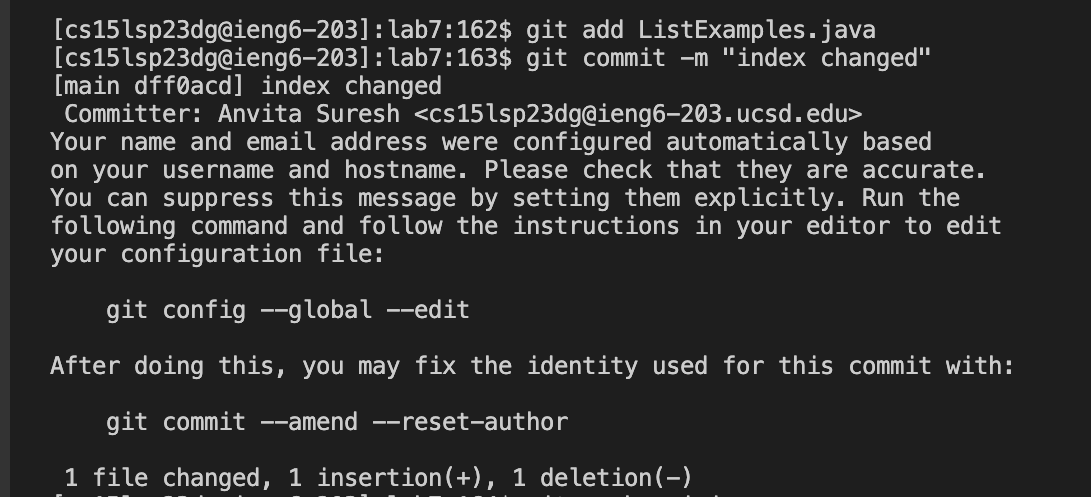 [cs15lsp23dg@ieng6-203]:lab7:162$ git add ListExamples.java
[cs15lsp23dg@ieng6-203]:lab7:163$ git commit -m "index changed"
[main dff0acd] index changed
Committer: Anvita Suresh <cs15lsp23dg@ieng6-203.ucsd.edu>
Your name and email address were configured automatically based
on your username and hostname. Please check that they are accurate.
You can suppress this message by setting them explicitly. Run the
following command and follow the instructions in your editor to edit
your configuration file:
git config --global --edit
After doing this, you may fix the identity used for this commit with:
git commit --amend --reset-author
1 file changed, 1 insertion(+), 1 deletion(-)